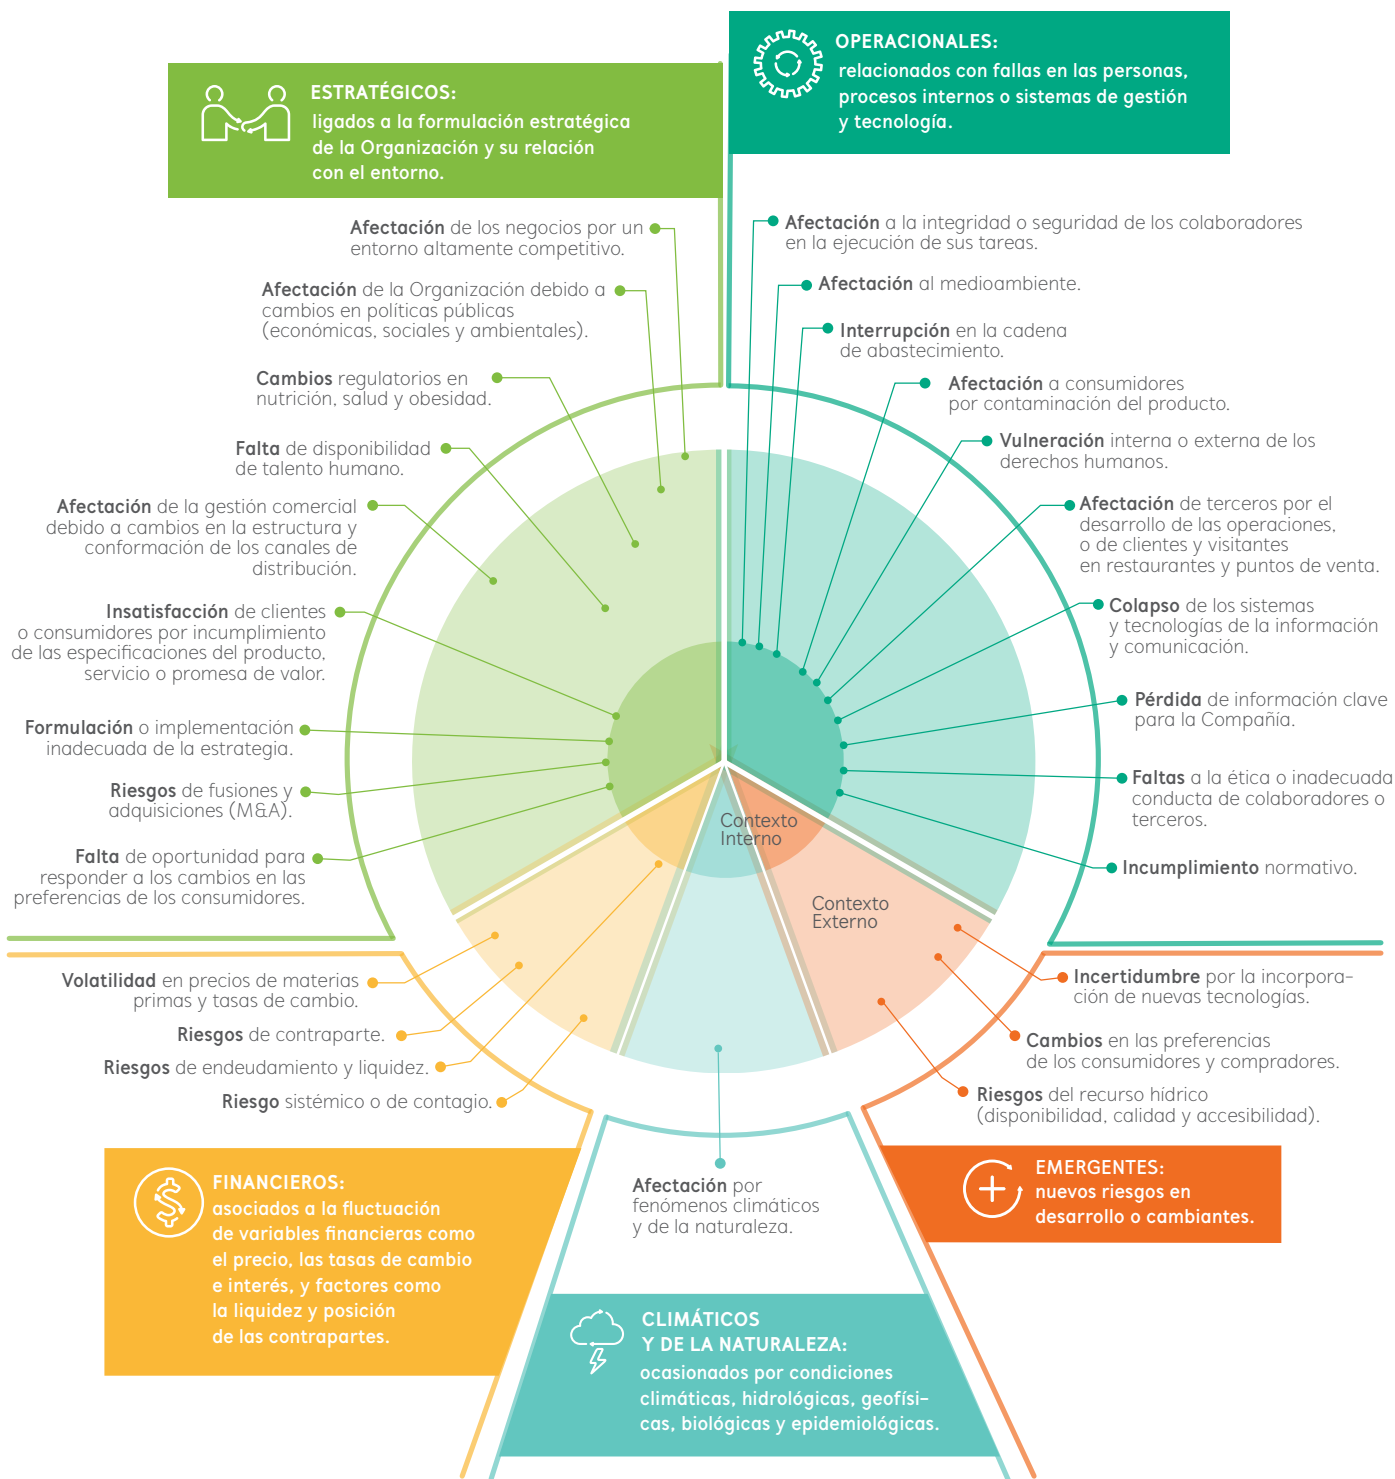 ESTRATÉGICOS:
ligados a la formulación estratégica
de la Organización y su relación
con el entorno.
OPERACIONALES:
relacionados con fallas en las personas,
procesos internos o sistemas de gestión
y tecnología.
Afectación de los negocios por un
entorno altamente competitivo.
Afectación de la Organización debido a
cambios en políticas públicas
(económicas, sociales y ambientales).
Cambios regulatorios en
nutrición, salud y obesidad.
Falta de disponibilidad
de talento humano.
Afectación de la gestión comercial
debido a cambios en la estructura y
conformación de los canales de
distribución.
Insatisfacción de clientes
o consumidores por incumplimiento
de las especificaciones del producto,
servicio o promesa de valor.
Formulación o implementación
inadecuada de la estrategia.
Riesgos de fusiones y
adquisiciones (M&A).
Falta de oportunidad para
responder a los cambios en las
preferencias de los consumidores.
Afectación a la integridad o seguridad de los colaboradores
en la ejecución de sus tareas.
Afectación al medioambiente.
Interrupción en la cadena
de abastecimiento.
Afectación a consumidores
por contaminación del producto.
Vulneración interna o externa de los
derechos humanos.
Afectación de terceros por el
desarrollo de las operaciones,
o de clientes y visitantes
en restaurantes y puntos de venta.
Colapso de los sistemas
y tecnologías de la información
y comunicación.
Pérdida de información clave
para la Compañía.
Faltas a la ética o inadecuada
conducta de colaboradores o
terceros.
Incumplimiento normativo.
Contexto
Interno
Contexto
Externo
Volatilidad en precios de materias
primas y tasas de cambio.
Riesgos de contraparte.
Riesgos de endeudamiento y liquidez.
Riesgo sistémico o de contagio.
Incertidumbre por la incorpora-
ción de nuevas tecnologías.
Cambios en las preferencias
de los consumidores y compradores.
Riesgos del recurso hídrico
(disponibilidad, calidad y accesibilidad).
FINANCIEROS:
asociados a la fluctuación
de variables financieras como
el precio, las tasas de cambio
e interés, y factores como
la liquidez y posición
de las contrapartes.
Afectación por
fenómenos climáticos
y de la naturaleza.
EMERGENTES:
nuevos riesgos en
desarrollo o cambiantes.
CLIMÁTICOS
Y DE LA NATURALEZA:
ocasionados por condiciones
climáticas, hidrológicas, geofísi-
cas, biológicas y epidemiológicas.